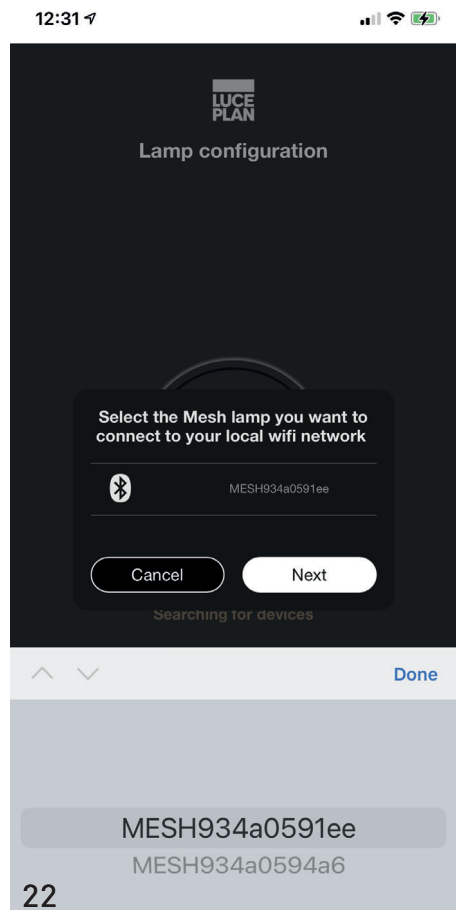 12:31
LUCE
PLAN
Lamp configuration
Select the Mesh lamp you want to
connect to your local wifi network
MESH934a0591ee
Cancel
Next
Searching for devices
Done
MESH934a0591ee
MESH934a0594a6
22